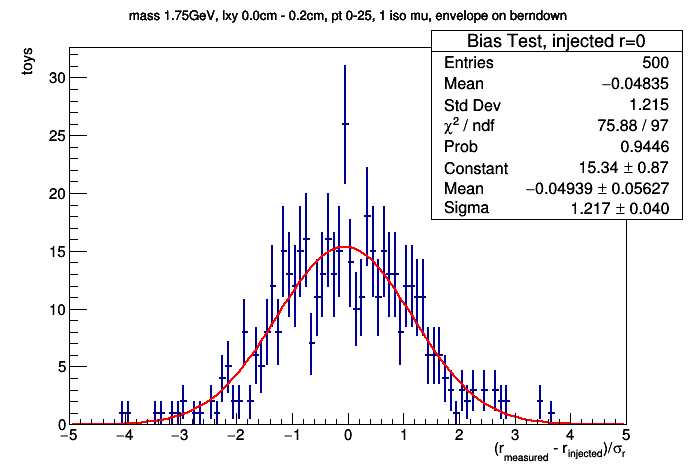 mass 1.75GeV, lxy 0.0cm - 0.2cm, pt 0-25, 1 iso mu, envelope on berndown
Bias Test, injected r=0
Entries 500
Mean −0.04835
Std Dev 1.215
χ² / ndf 75.88 / 97
Prob 0.9446
Constant 15.34 ± 0.87
Mean −0.04939 ± 0.05627
Sigma 1.217 ± 0.040
toys
30
25
20
15
10
5
0
−5 −4 −3 −2 −1 0 1 2 3 4 5
(r_measured - r_injected)/σ_r